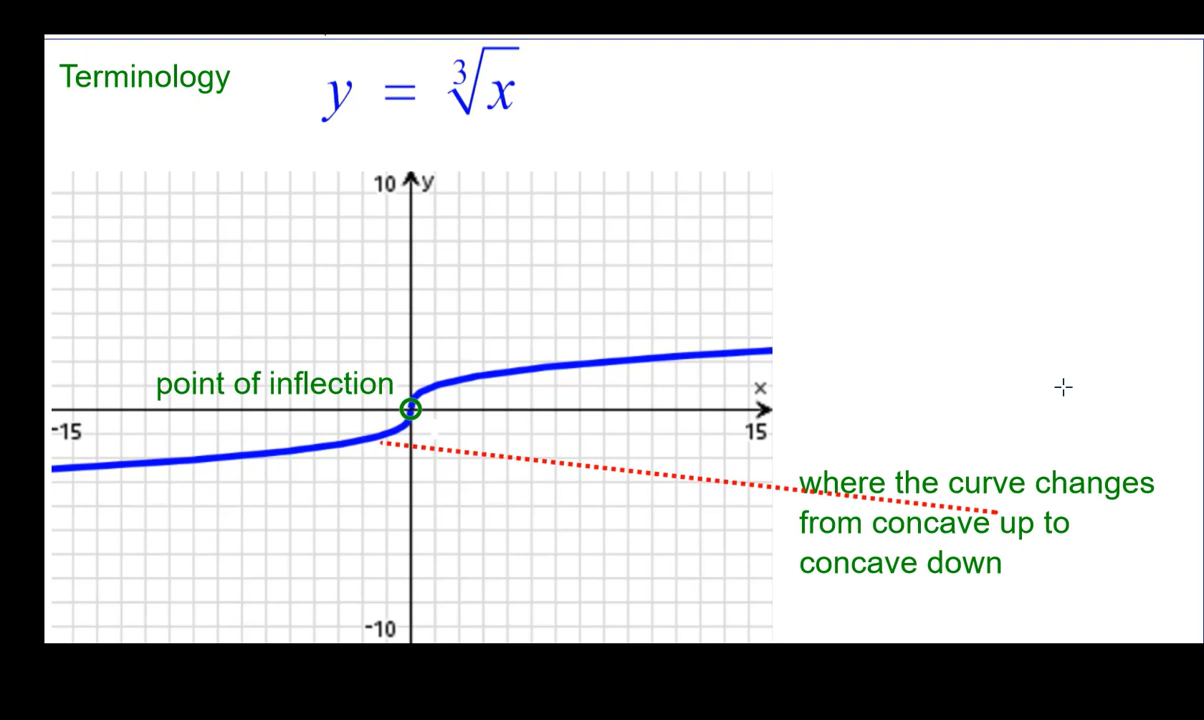 Terminology
y = ∛x
10 y
point of inflection
x
-15 15
where the curve changes
from concave up to
concave down
-10